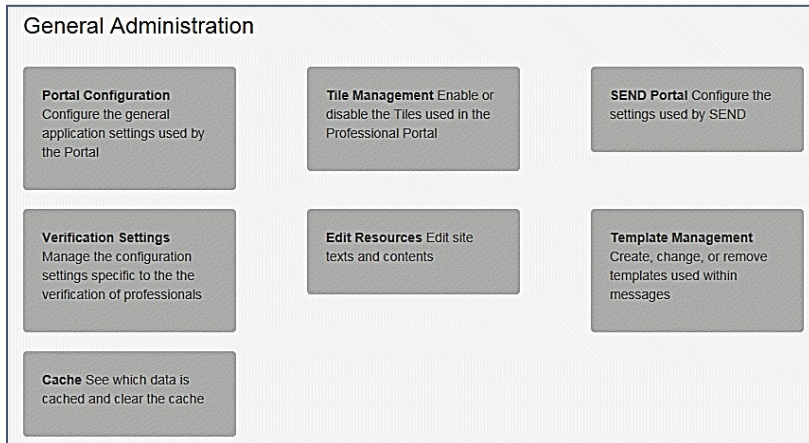 General Administration
Portal Configuration
Configure the general
application settings used by
the Portal
Tile Management Enable or
disable the Tiles used in the
Professional Portal
SEND Portal Configure the
settings used by SEND
Verification Settings
Manage the configuration
settings specific to the the
verification of professionals
Edit Resources Edit site
texts and contents
Template Management
Create, change, or remove
templates used within
messages
Cache See which data is
cached and clear the cache